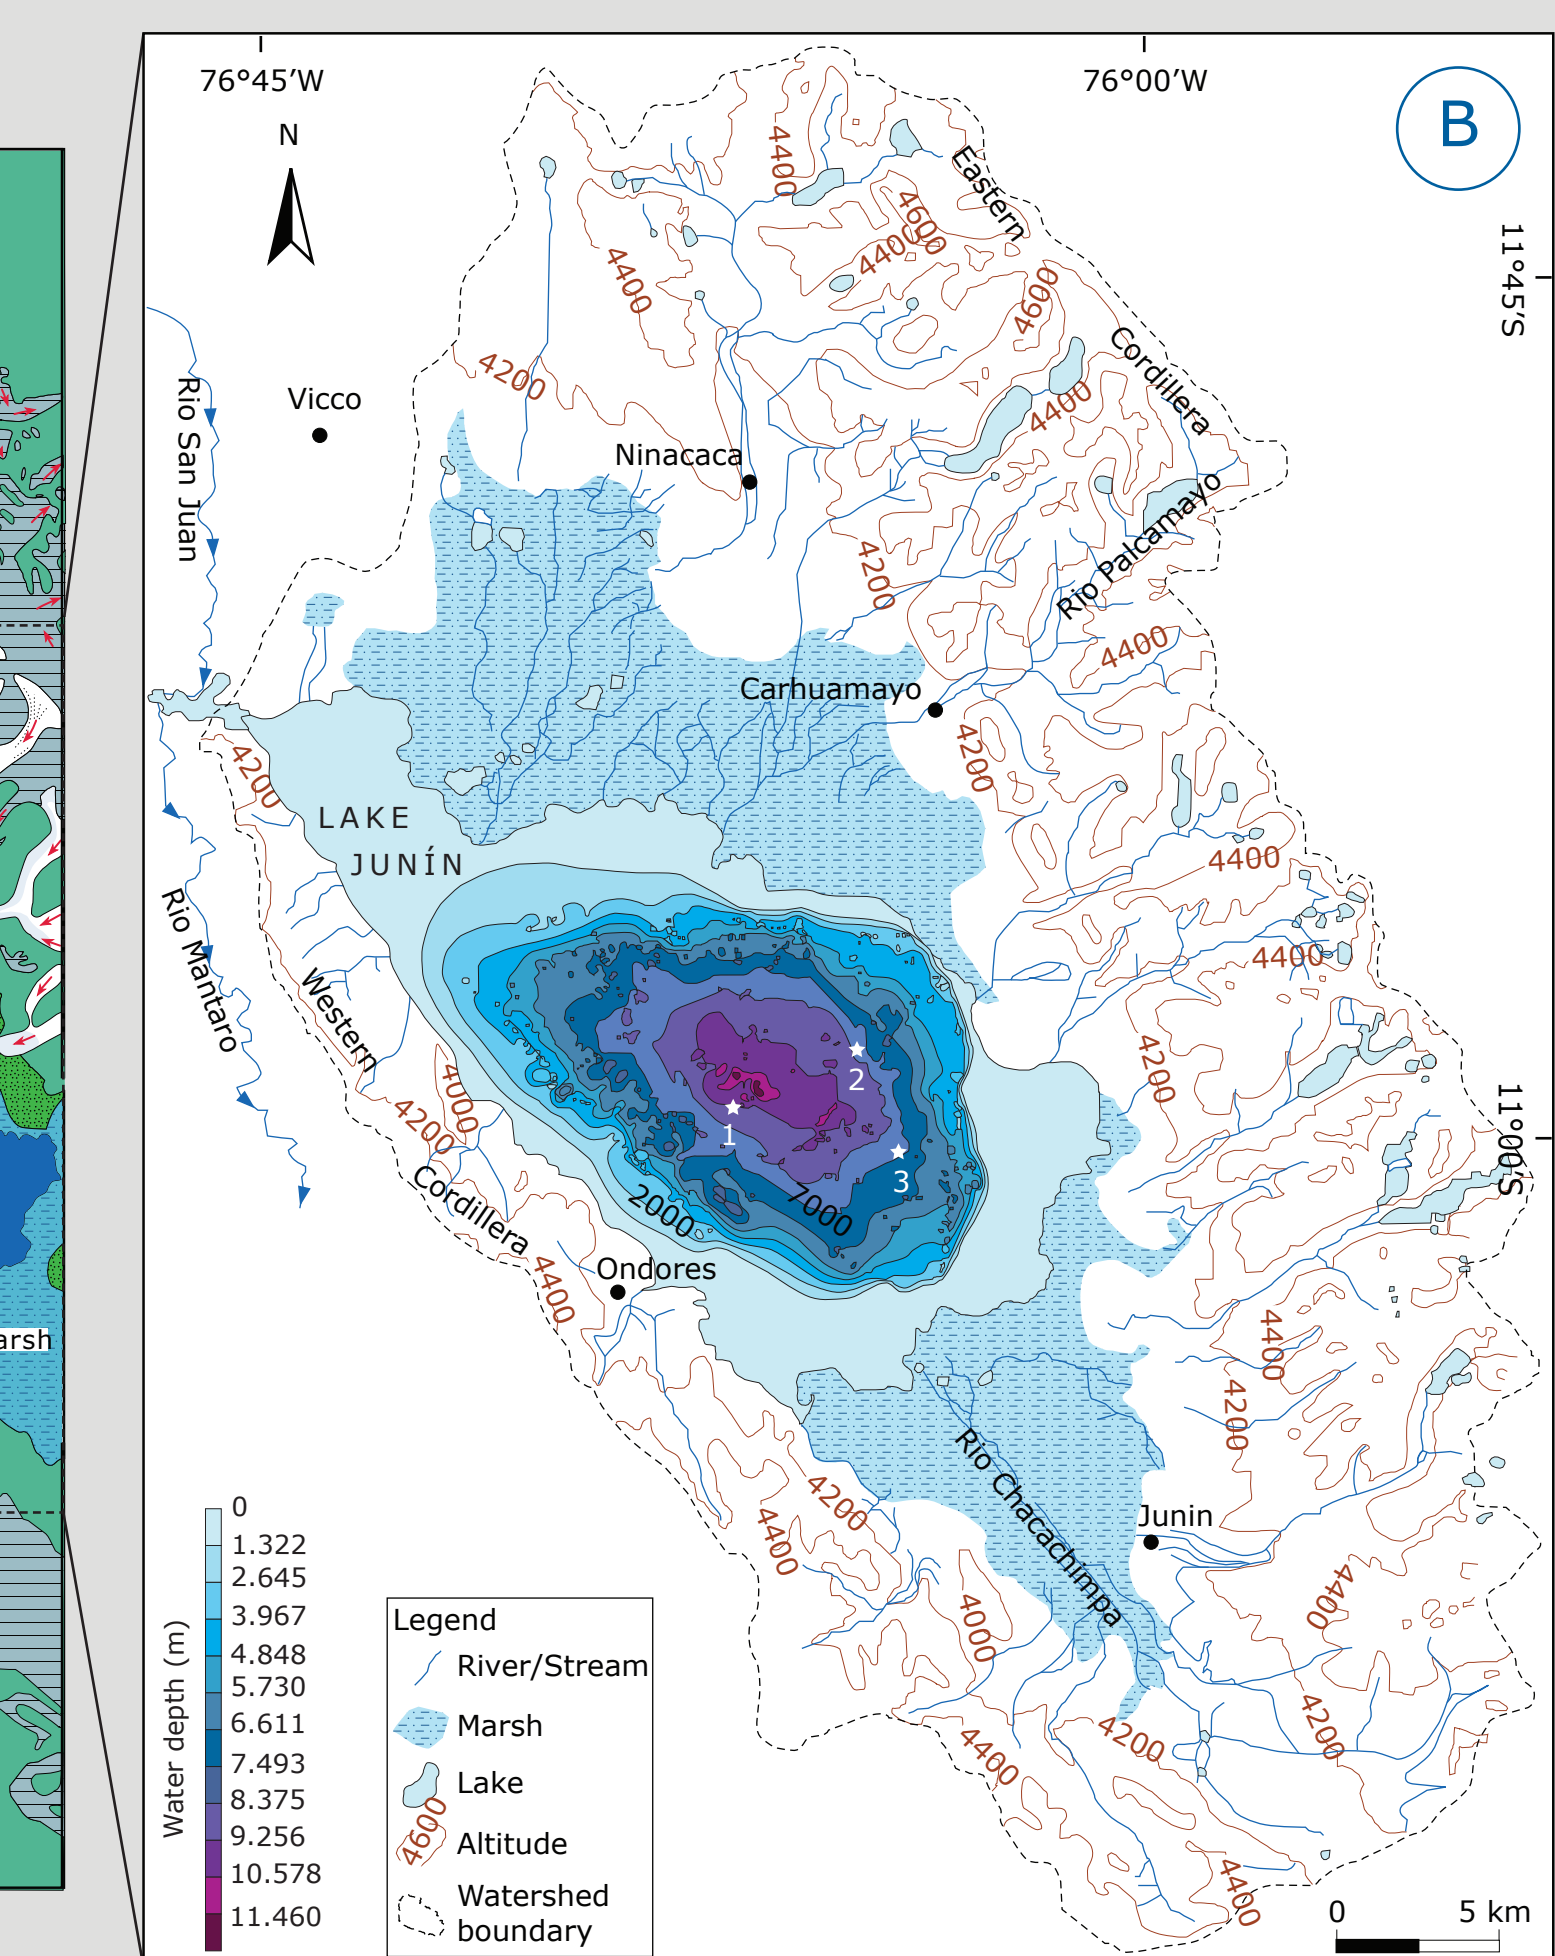 76°45'W
76°00'W
B
N
11°45'S
4400
Eastern
4600
4400
4400
4600
Cordillera
4200
4400
Rio San Juan
Vicco
Ninacaca
4200
Rio Palcamayo
4400
Carhuamayo
4200
4200
LAKE
JUNÍN
4400
4400
Rio Mantaro
Western
4200
4000
4200
2
1
3
11°00'S
Cordillera
2000
7000
Ondores
4400
4400
4200
arsh
Rio Chacachimpa
4200
4400
Junin
4400
4000
4200
4200
4400
4400
Water depth (m)
0
1.322
2.645
3.967
4.848
5.730
6.611
7.493
8.375
9.256
10.578
11.460
Legend
River/Stream
Marsh
Lake
4600
Altitude
Watershed
boundary
0 5 km